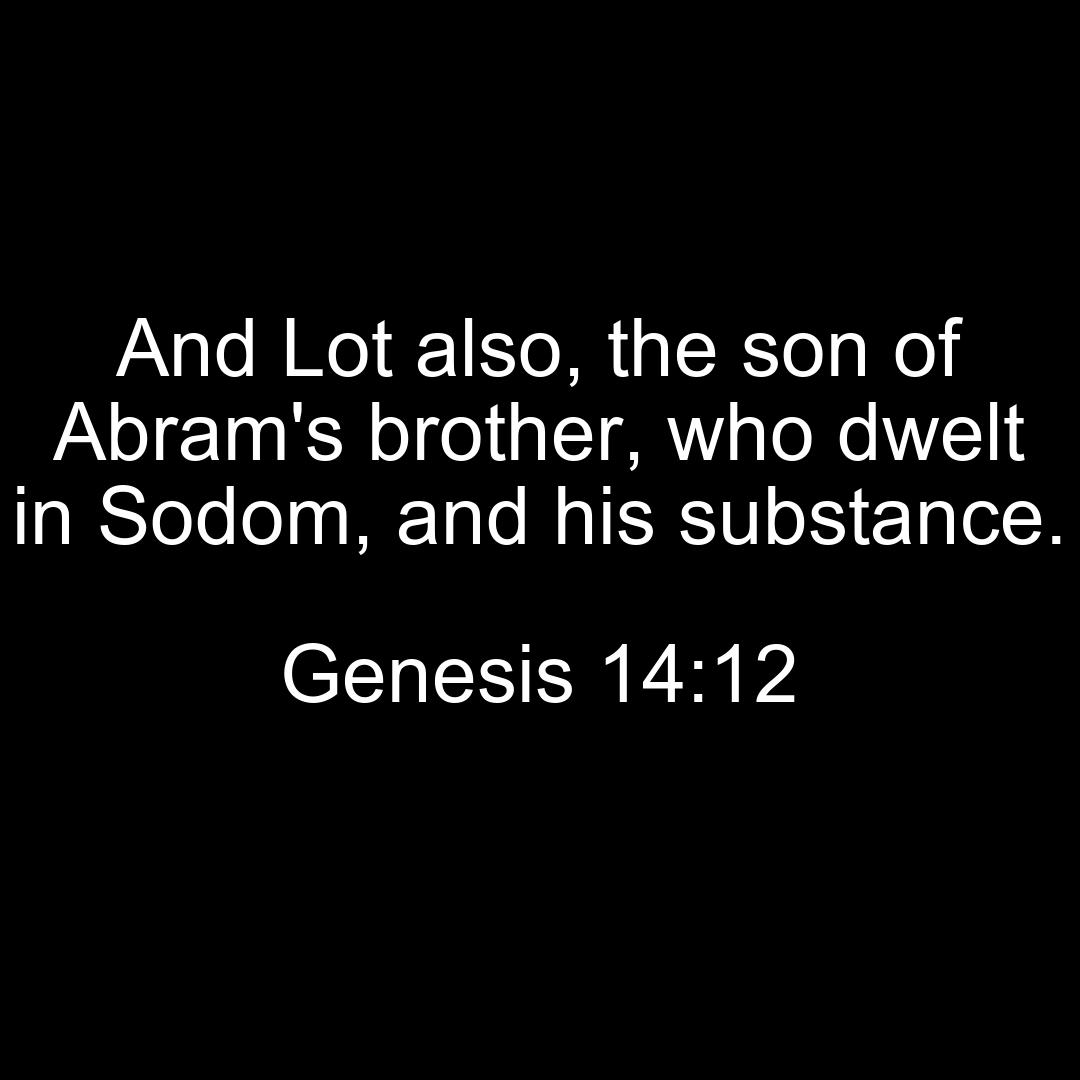 And Lot also, the son of
Abram's brother, who dwelt
in Sodom, and his substance.
Genesis 14:12